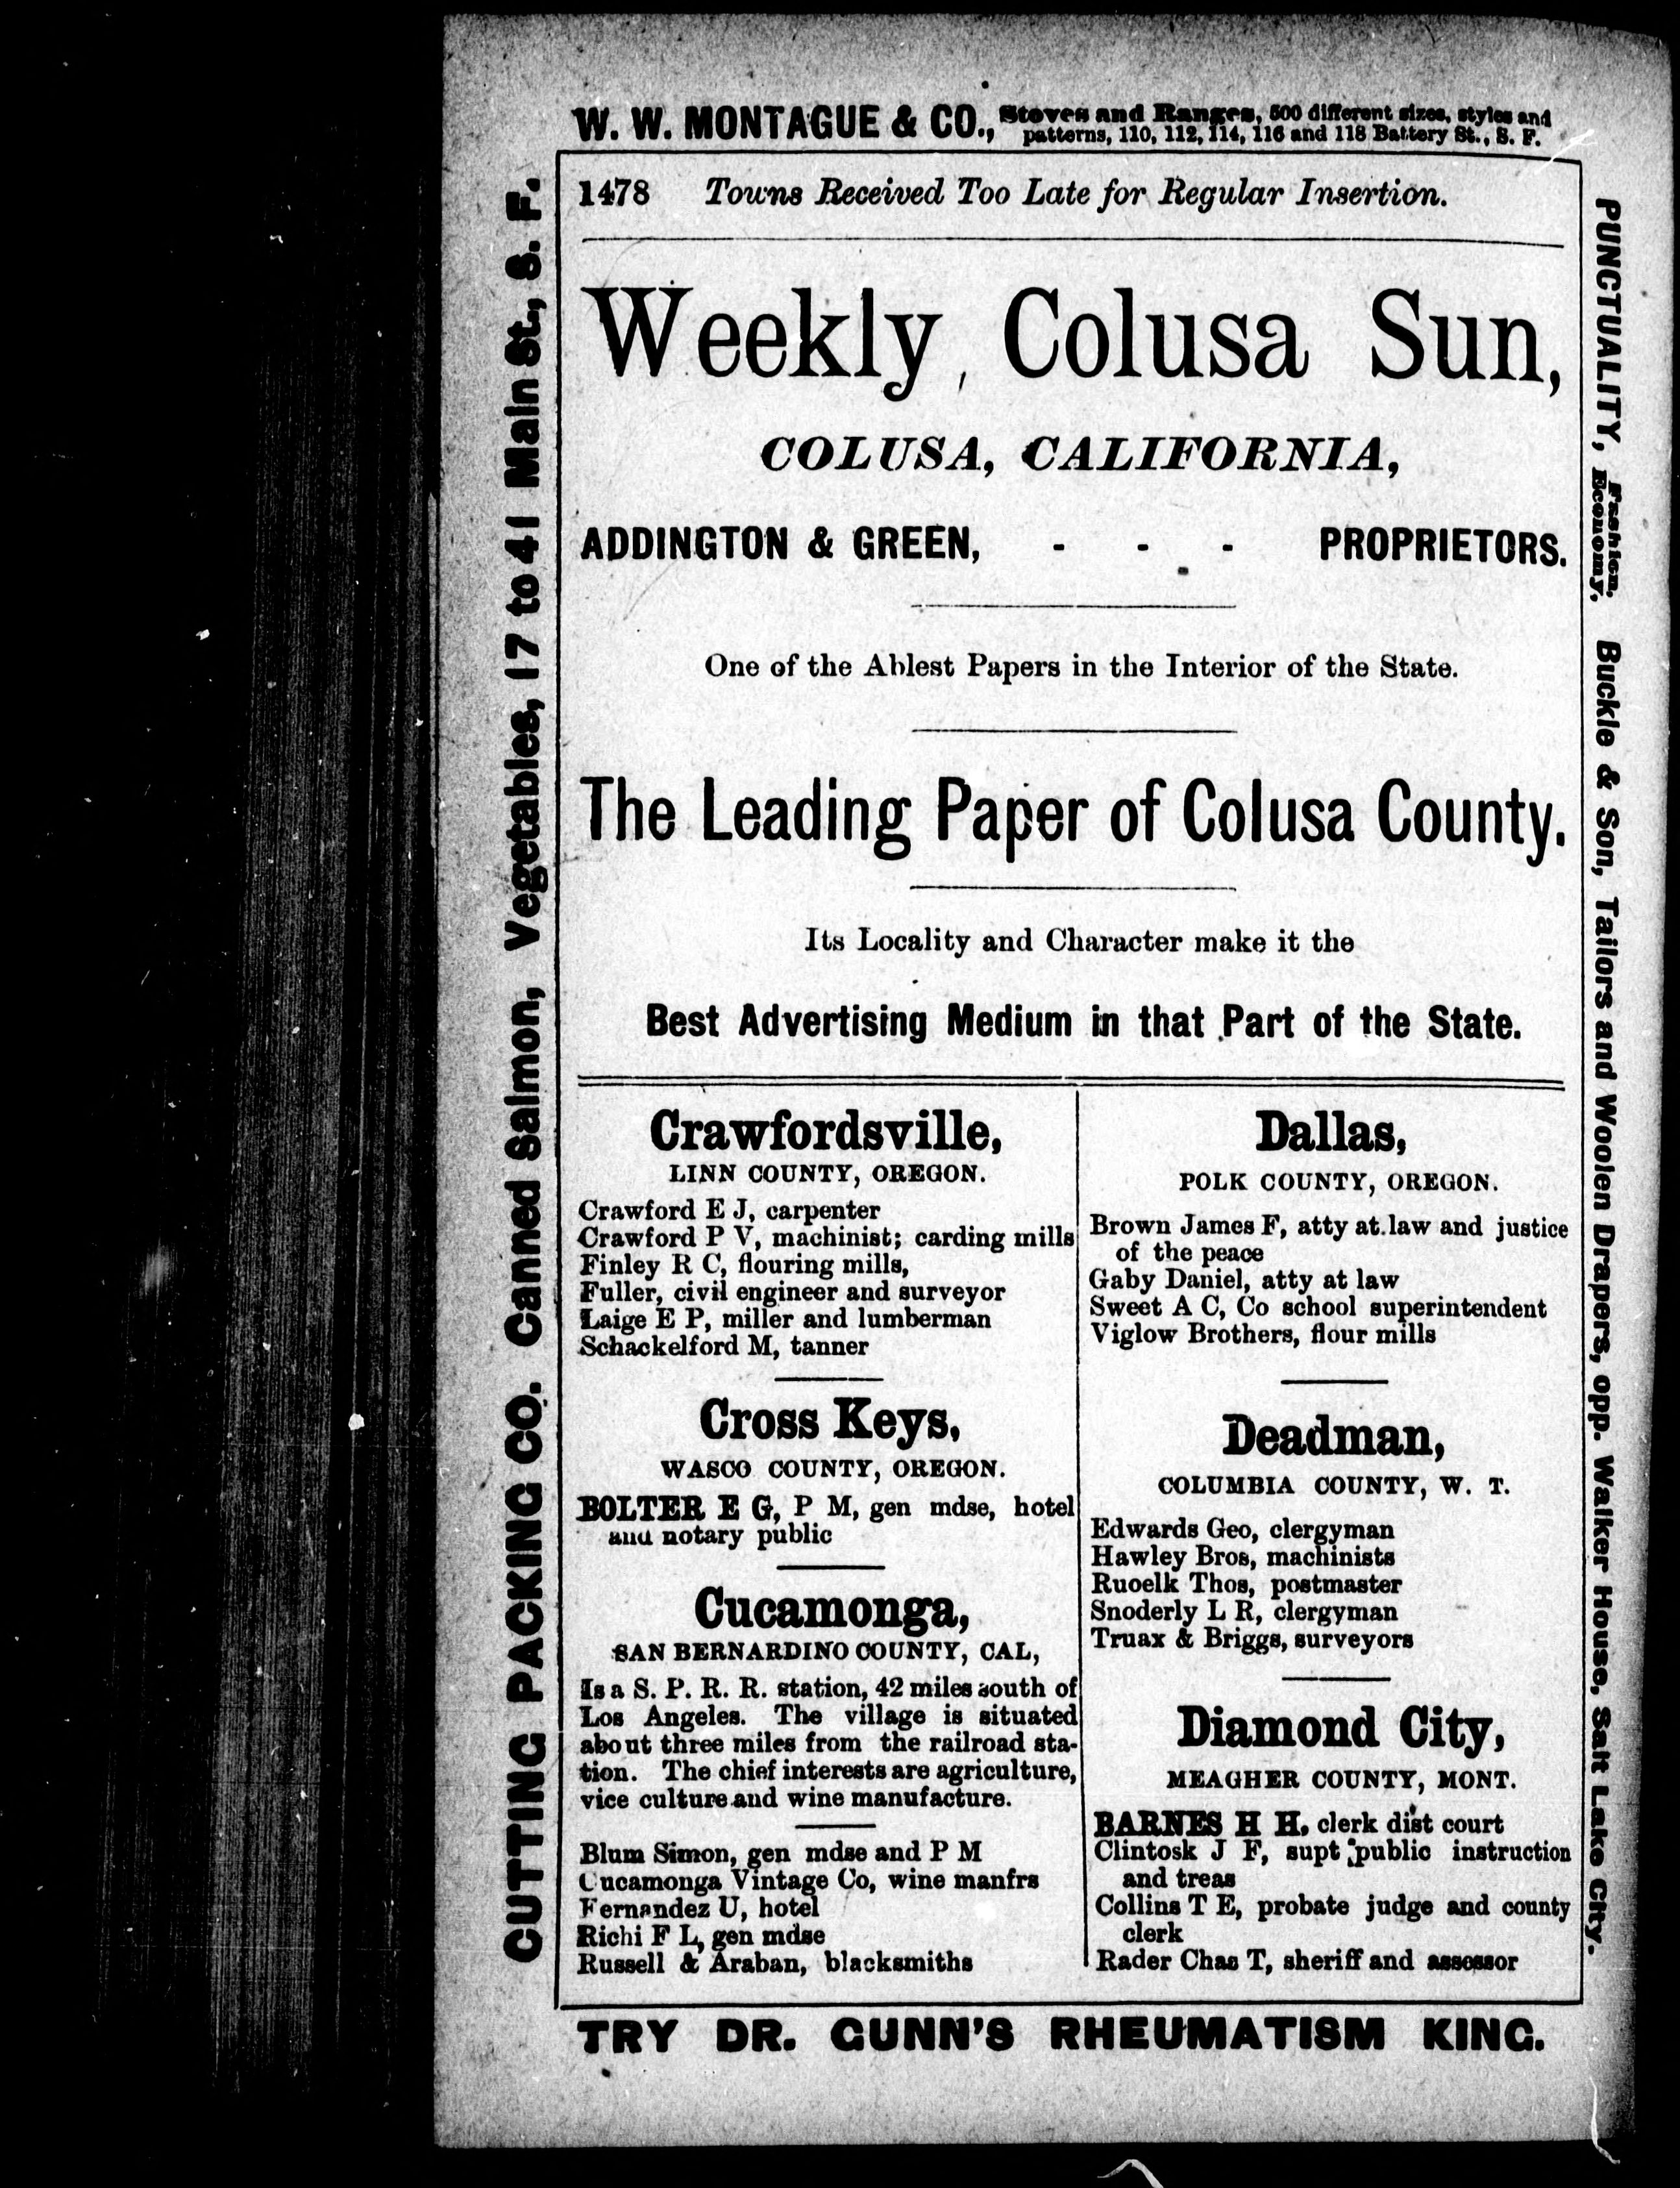 W. W. MONTAGUE & CO., Stoves and Ranges, 500 different sizes, styles and
patterns, 110, 112, 114, 116 and 118 Battery St., S. F.
1478 Towns Received Too Late for Regular Insertion.
Weekly Colusa Sun,
COLUSA, CALIFORNIA,
ADDINGTON & GREEN, - - - PROPRIETORS.
One of the Ablest Papers in the Interior of the State.
The Leading Paper of Colusa County.
Its Locality and Character make it the
Best Advertising Medium in that Part of the State.
Crawfordsville,
LINN COUNTY, OREGON.
Crawford E J, carpenter
Crawford P V, machinist; carding mills
Finley R C, flouring mills,
Fuller, civil engineer and surveyor
Laige E P, miller and lumberman
Schackelford M, tanner
Cross Keys,
WASCO COUNTY, OREGON.
BOLTER E G, P M, gen mdse, hotel
and notary public
Cucamonga,
SAN BERNARDINO COUNTY, CAL,
Is a S. P. R. R. station, 42 miles south of
Los Angeles. The village is situated
about three miles from the railroad sta-
tion. The chief interests are agriculture,
vice culture and wine manufacture.
Blum Simon, gen mdse and P M
Cucamonga Vintage Co, wine manfrs
Fernandez U, hotel
Richi F L, gen mdse
Russell & Araban, blacksmiths
Dallas,
POLK COUNTY, OREGON.
Brown James F, atty at law and justice
of the peace
Gaby Daniel, atty at law
Sweet A C, Co school superintendent
Viglow Brothers, flour mills
Deadman,
COLUMBIA COUNTY, W. T.
Edwards Geo, clergyman
Hawley Bros, machinists
Ruoelk Thos, postmaster
Snoderly L R, clergyman
Truax & Briggs, surveyors
Diamond City,
MEAGHER COUNTY, MONT.
BARNES H H, clerk dist court
Clintosk J F, supt public instruction
and treas
Collins T E, probate judge and county
clerk
Rader Chas T, sheriff and assessor
TRY DR. GUNN'S RHEUMATISM KING.
CUTTING PACKING CO. Canned Salmon, Vegetables, 17 to 41 Main St., S. F.
PUNCTUALITY, Fashion, Economy, Buckle & Son, Tailors and Woolen Drapers, opp. Walker House, Salt Lake City.